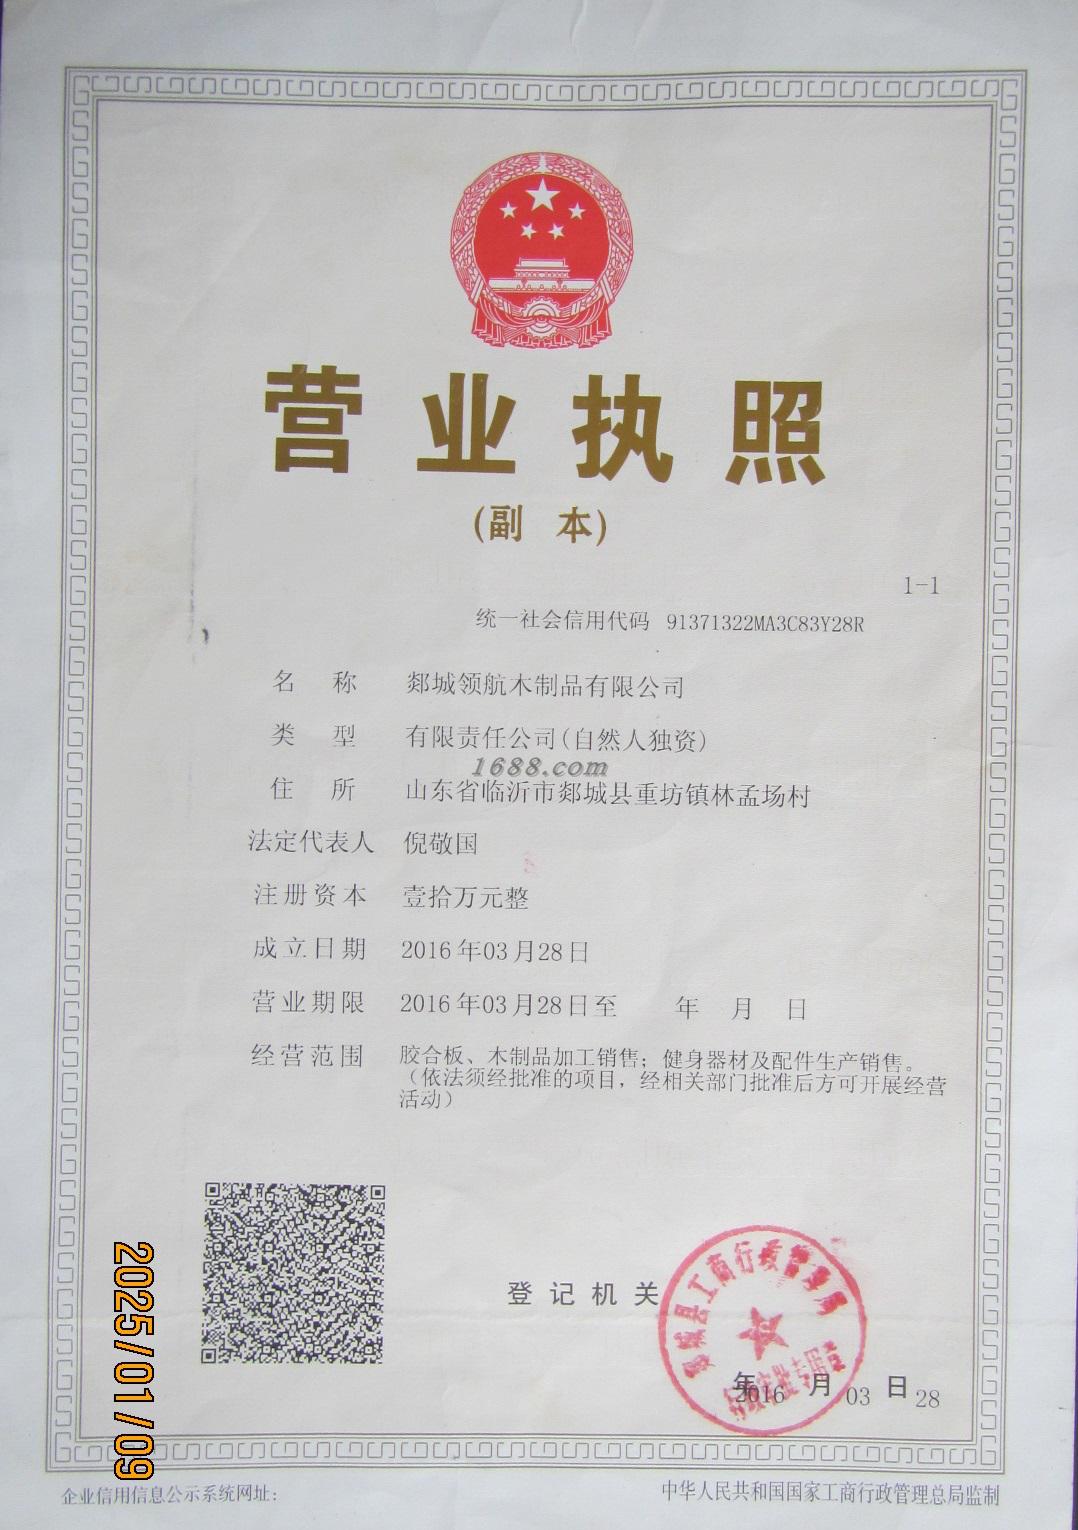 营业执照
(副 本)
1-1
统一社会信用代码 91371322MA3C83Y28R
名 称 郯城领航木制品有限公司
类 型 有限责任公司(自然人独资)
1688.com
住 所 山东省临沂市郯城县重坊镇林孟场村
法定代表人 倪敬国
注册资本 壹拾万元整
成立日期 2016年03月28日
营业期限 2016年03月28日至 年 月 日
经营范围 胶合板、木制品加工销售；健身器材及配件生产销售。
（依法须经批准的项目，经相关部门批准后方可开展经营
活动）
登记机关
郯城县工商行政管理局
年 月 日
2016 03 28
2025/01/09
企业信用信息公示系统网址：
中华人民共和国国家工商行政管理总局监制